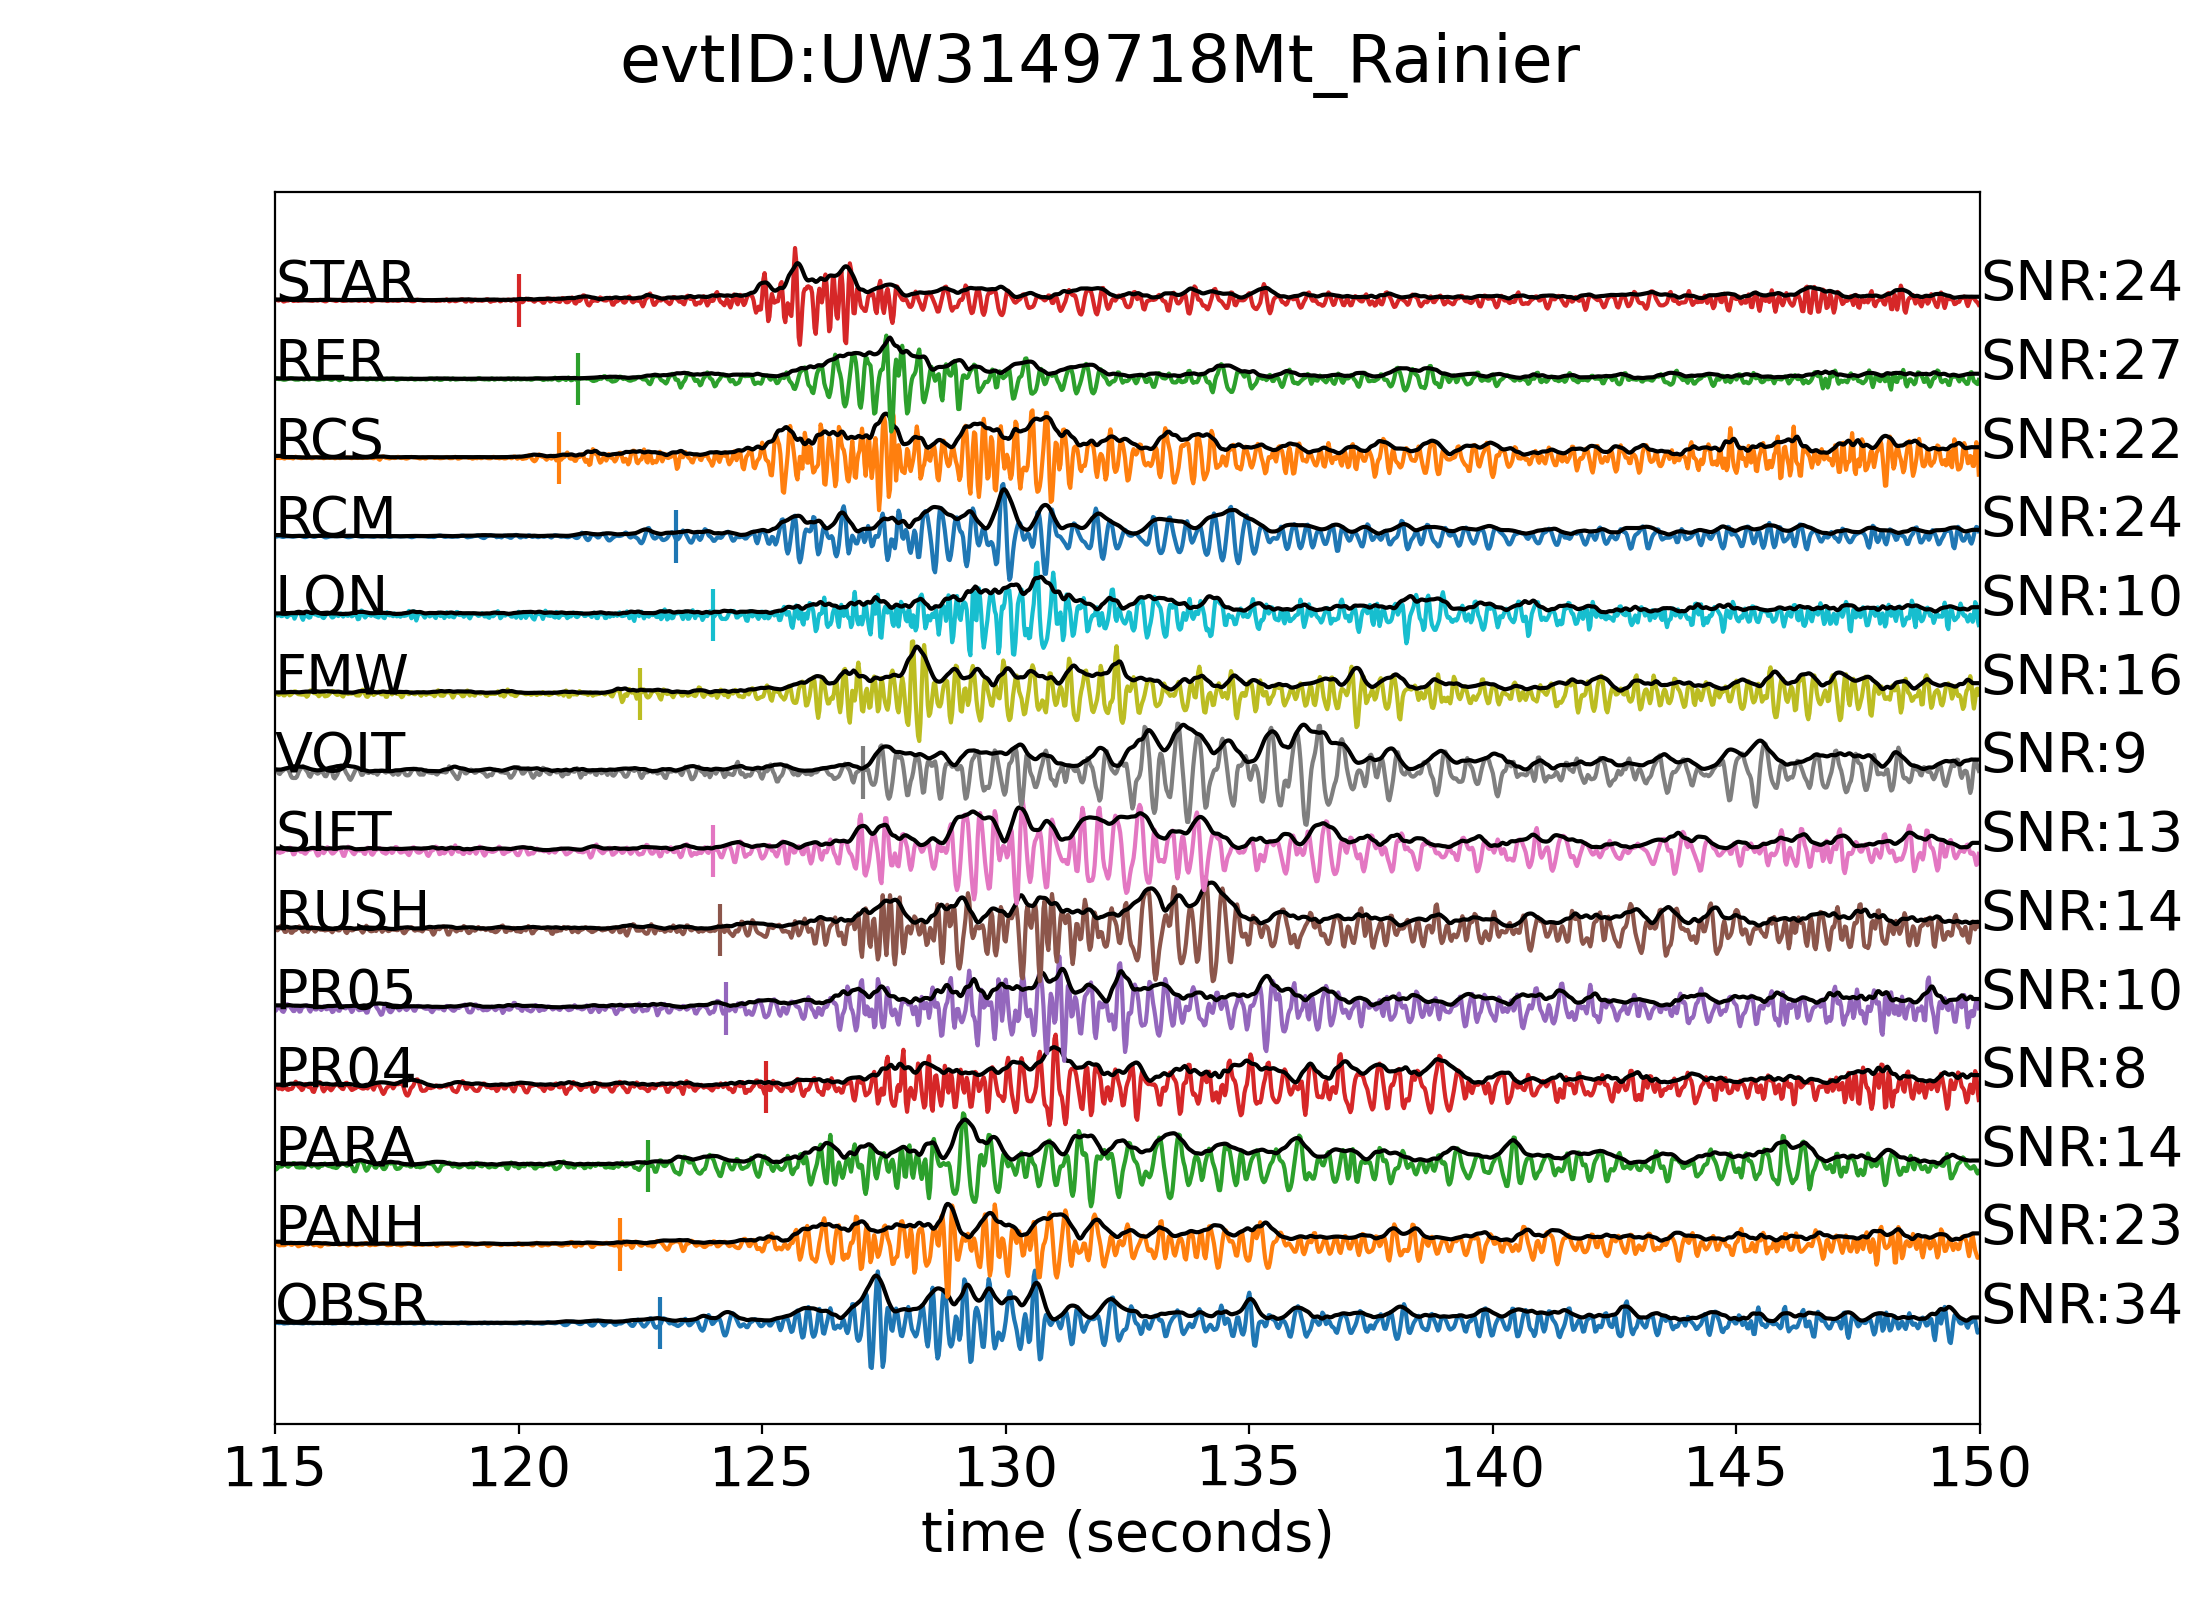 evtID:UW3149718Mt_Rainier
STAR SNR:24
RER SNR:27
RCS SNR:22
RCM SNR:24
LON SNR:10
FMW SNR:16
VOIT SNR:9
SIFT SNR:13
RUSH SNR:14
PR05 SNR:10
PR04 SNR:8
PARA SNR:14
PANH SNR:23
OBSR SNR:34
115 120 125 130 135 140 145 150
time (seconds)